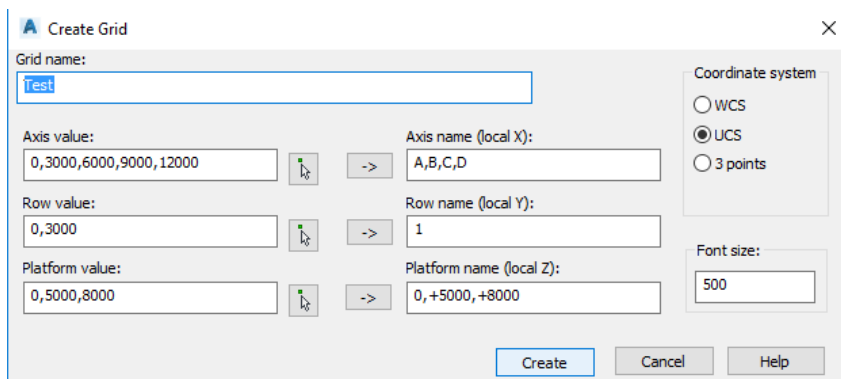 Create Grid
Grid name:
Test
Coordinate system
WCS
UCS
3 points
Axis value:
Axis name (local X):
0,3000,6000,9000,12000
->
A,B,C,D
Row value:
Row name (local Y):
0,3000
->
1
Platform value:
Platform name (local Z):
0,5000,8000
->
0,+5000,+8000
Font size:
500
Create
Cancel
Help